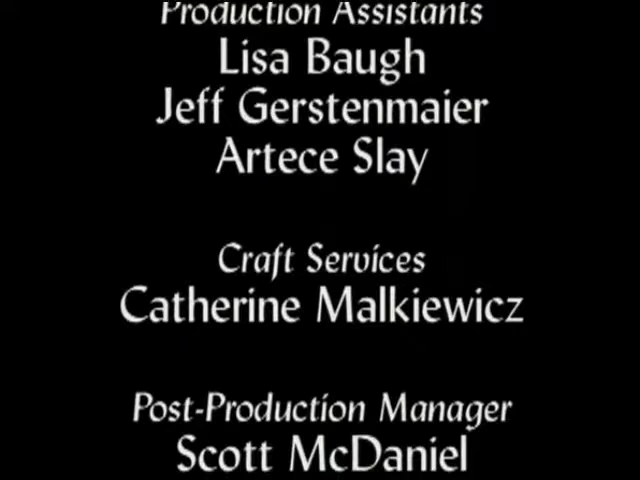 Production Assistants
Lisa Baugh
Jeff Gerstenmaier
Artece Slay
Craft Services
Catherine Malkiewicz
Post-Production Manager
Scott McDaniel